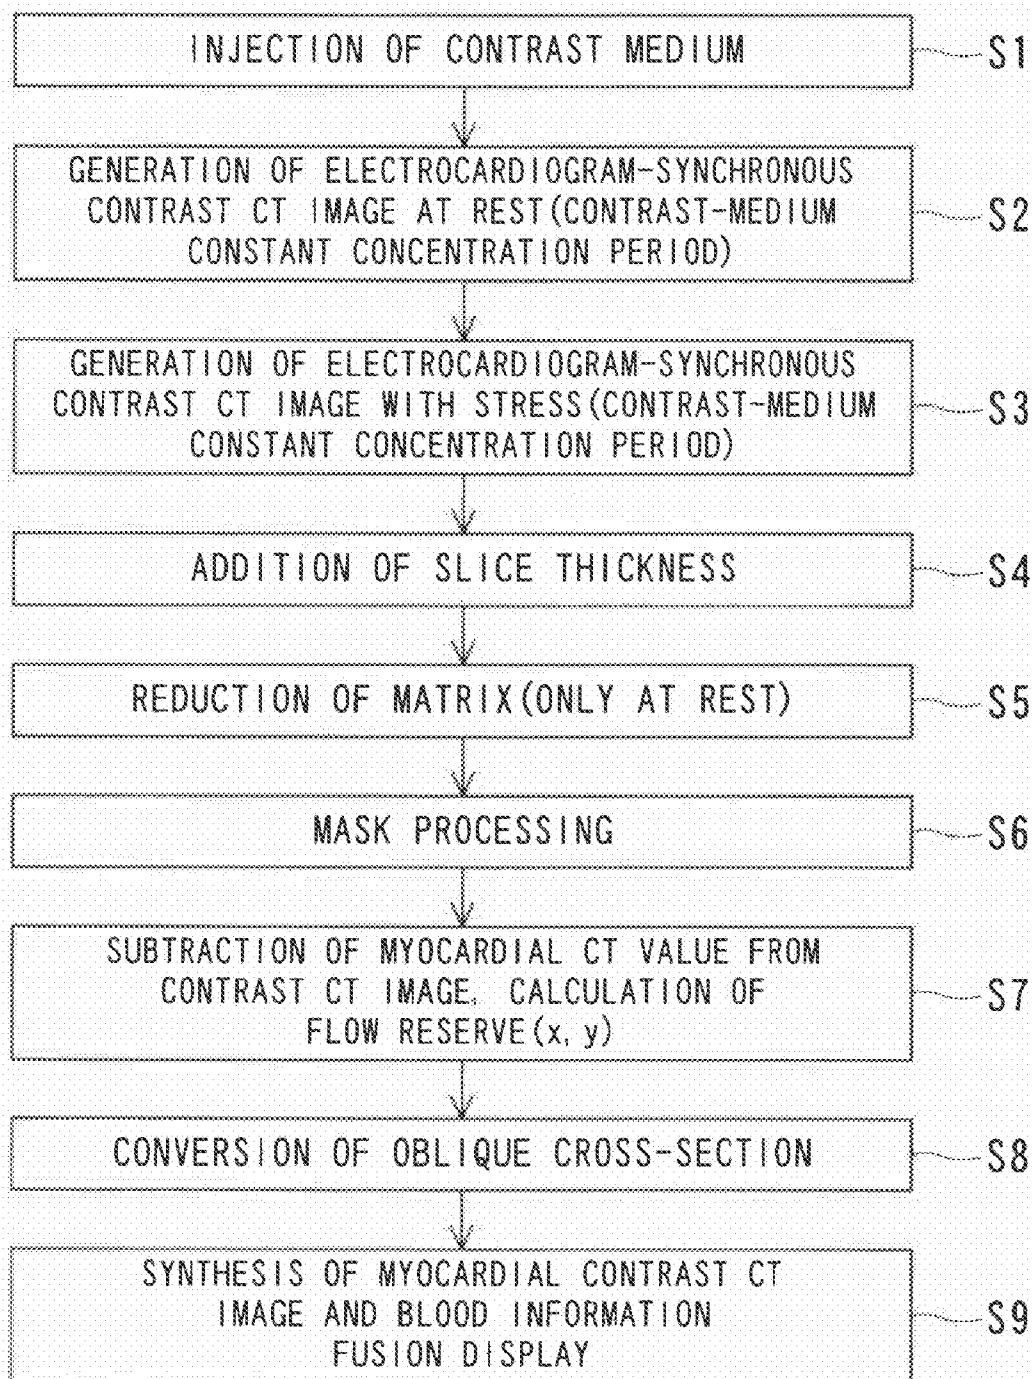 INJECTION OF CONTRAST MEDIUM
S1
GENERATION OF ELECTROCARDIOGRAM-SYNCHRONOUS
CONTRAST CT IMAGE AT REST(CONTRAST-MEDIUM
CONSTANT CONCENTRATION PERIOD)
S2
GENERATION OF ELECTROCARDIOGRAM-SYNCHRONOUS
CONTRAST CT IMAGE WITH STRESS(CONTRAST-MEDIUM
CONSTANT CONCENTRATION PERIOD)
S3
ADDITION OF SLICE THICKNESS
S4
REDUCTION OF MATRIX(ONLY AT REST)
S5
MASK PROCESSING
S6
SUBTRACTION OF MYOCARDIAL CT VALUE FROM
CONTRAST CT IMAGE, CALCULATION OF
FLOW RESERVE(x, y)
S7
CONVERSION OF OBLIQUE CROSS-SECTION
S8
SYNTHESIS OF MYOCARDIAL CONTRAST CT
IMAGE AND BLOOD INFORMATION
FUSION DISPLAY
S9